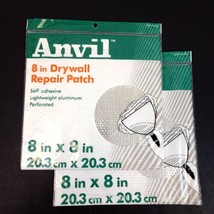 Anvil™
8 in Drywall
Repair Patch
Self-adhesive
Lightweight aluminum
Perforated
8 in x 8 in
20.3 cm x 20.3 cm
8 in x 8 in
20.3 cm x 20.3 cm